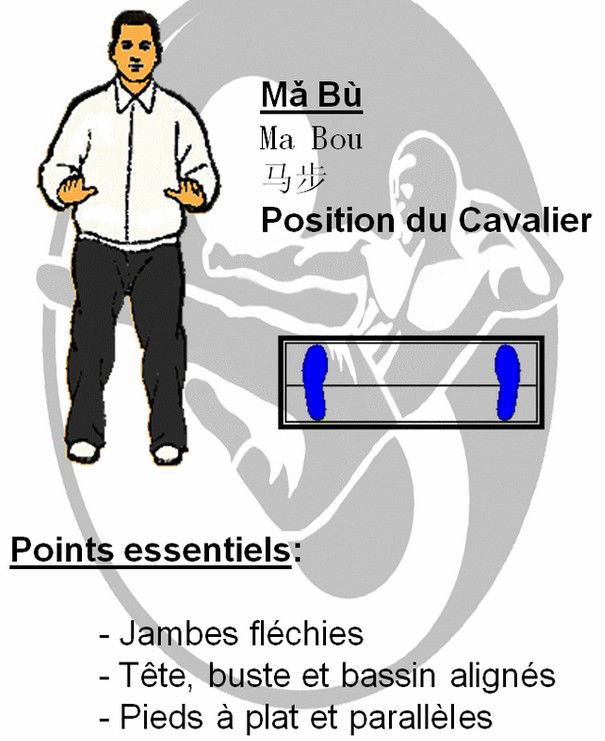 Mǎ Bù
Ma Bou
马步
Position du Cavalier
Points essentiels:
- Jambes fléchies
- Tête, buste et bassin alignés
- Pieds à plat et parallèles